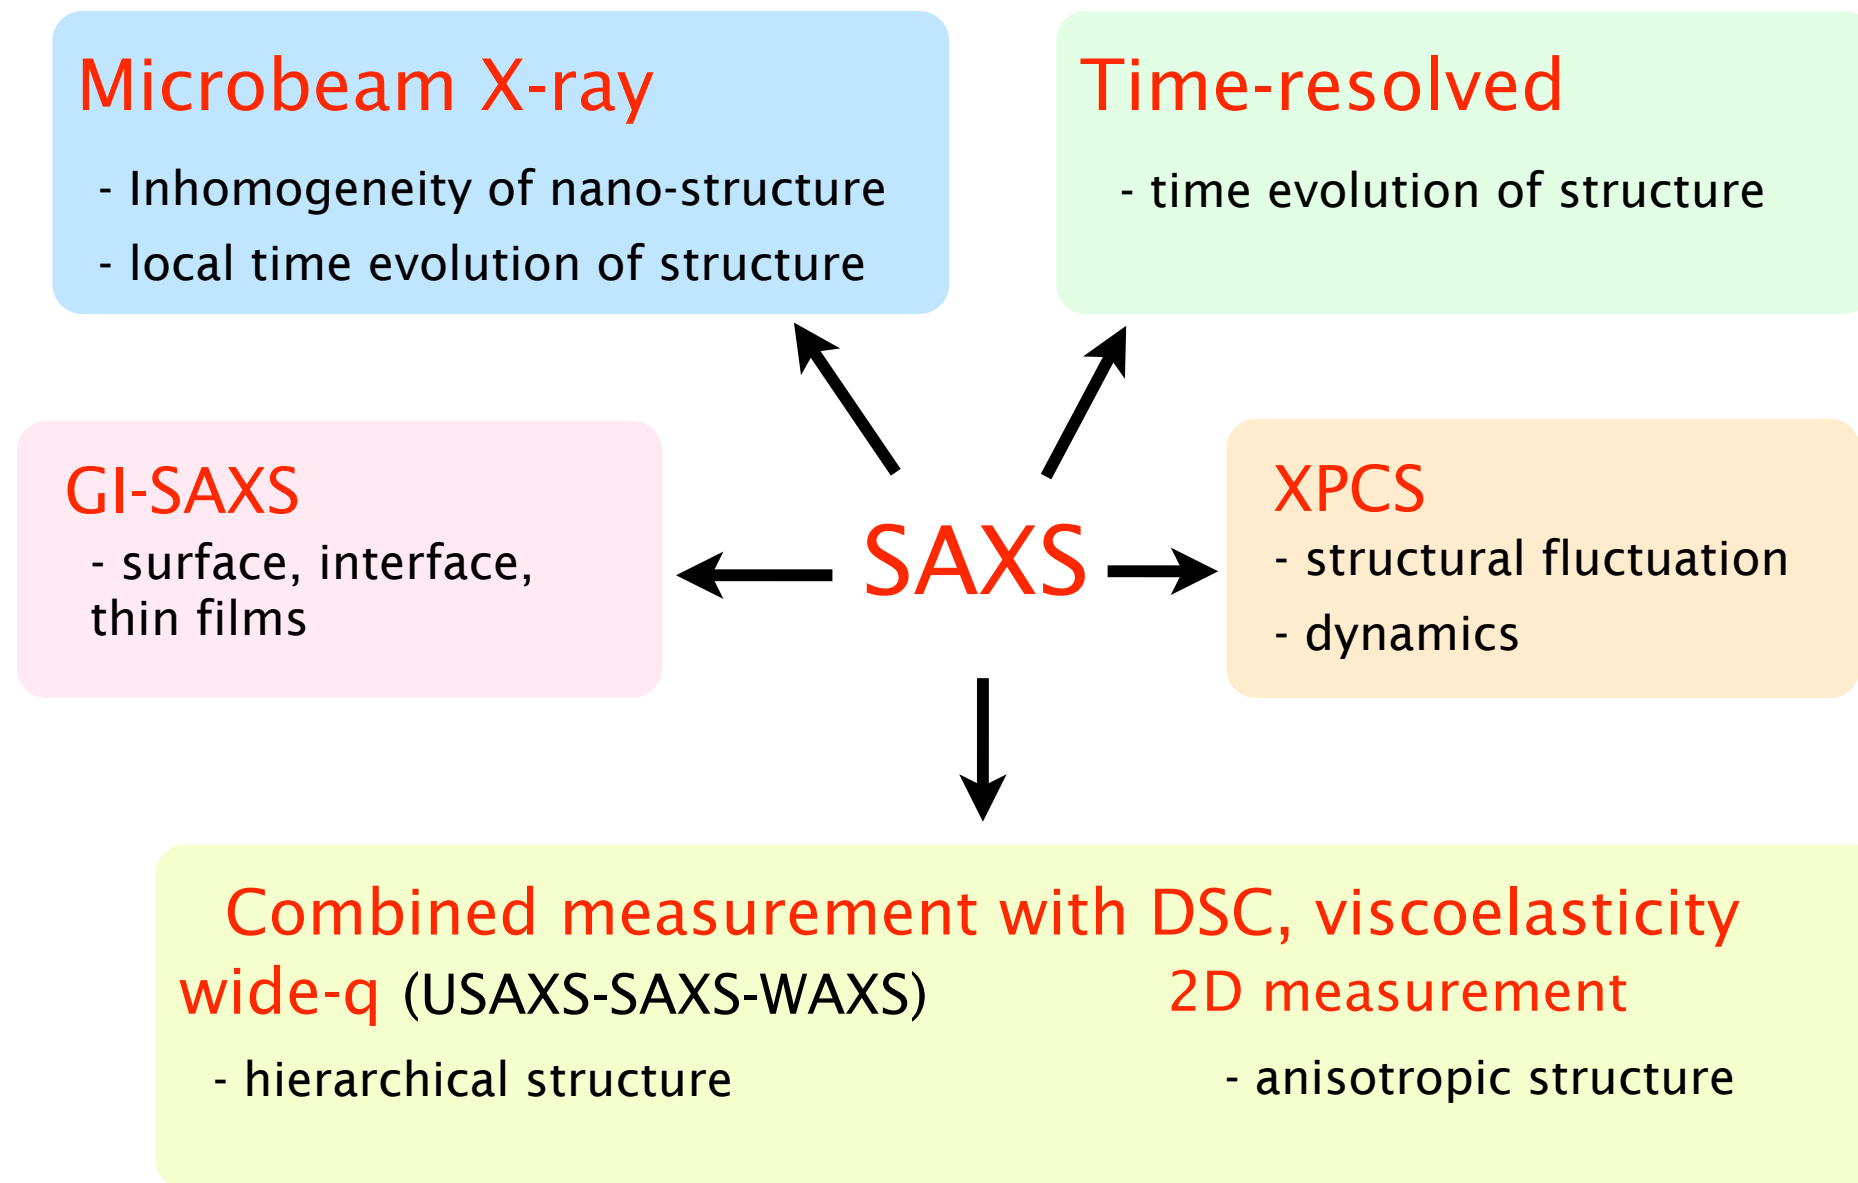 Microbeam X-ray
- Inhomogeneity of nano-structure
- local time evolution of structure
Time-resolved
- time evolution of structure
GI-SAXS
- surface, interface,
thin films
SAXS
XPCS
- structural fluctuation
- dynamics
Combined measurement with DSC, viscoelasticity
wide-q (USAXS-SAXS-WAXS)
- hierarchical structure
2D measurement
- anisotropic structure